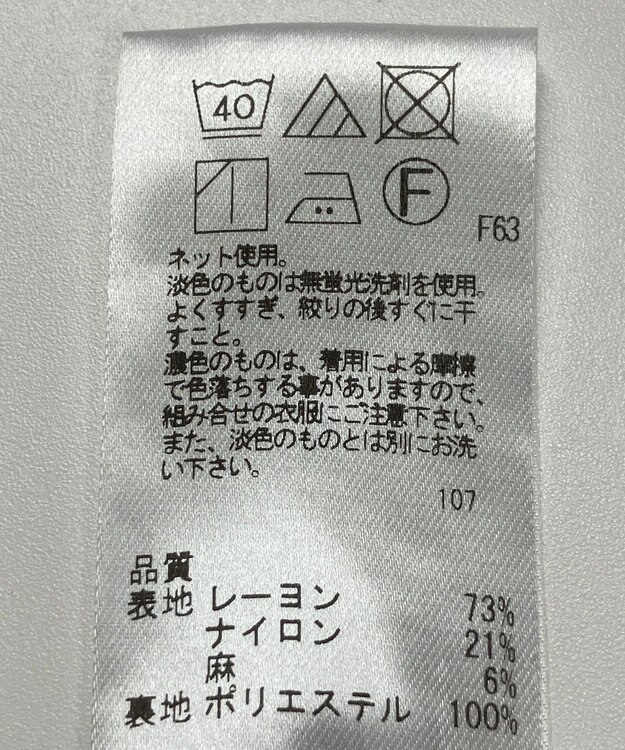 40
F
F63
ネット使用。
淡色のものは無蛍光洗剤を使用。
よくすすぎ、絞りの後すぐに干
すこと。
濃色のものは、着用による摩擦
で色落ちする事がありますので、
組み合せの衣服にご注意下さい。
また、淡色のものとは別にお洗
い下さい。
107
品質
表地 レーヨン 73%
ナイロン 21%
麻 6%
裏地 ポリエステル 100%